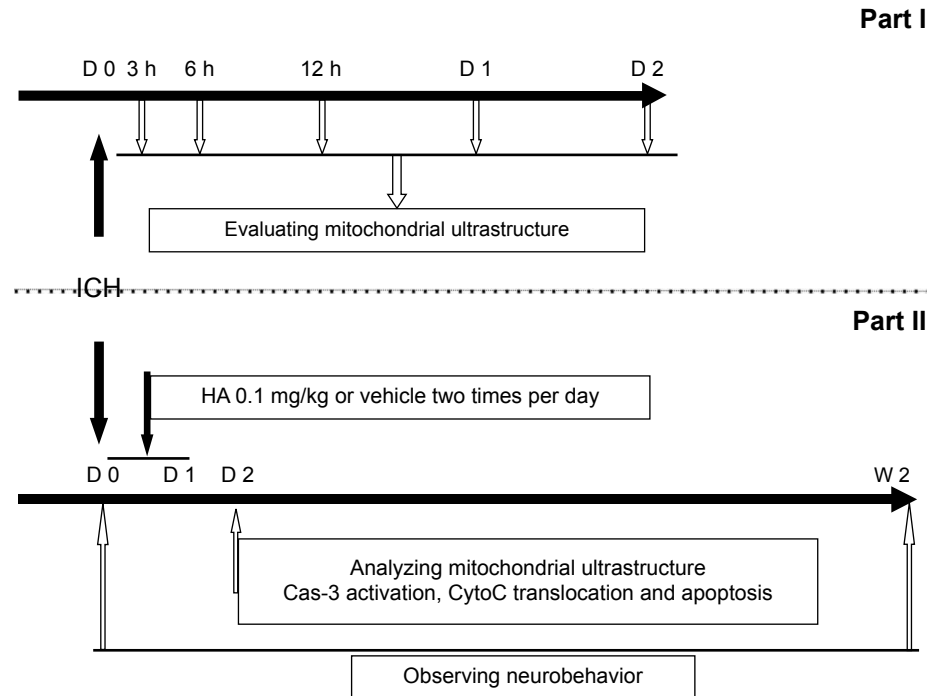 Part I
D 0 3 h 6 h 12 h D 1 D 2
Evaluating mitochondrial ultrastructure
ICH
Part II
HA 0.1 mg/kg or vehicle two times per day
D 0 D 1 D 2 W 2
Analyzing mitochondrial ultrastructure
Cas-3 activation, CytoC translocation and apoptosis
Observing neurobehavior